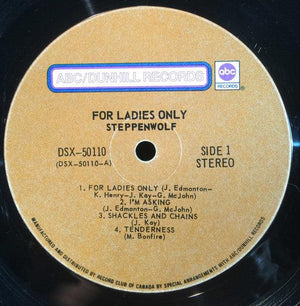 ABC/DUNHILL RECORDS
abc
RECORDS
FOR LADIES ONLY
STEPPENWOLF
DSX-50110
(DSX-50110-A)
SIDE 1
STEREO
1. FOR LADIES ONLY (J. Edmonton-
K. Henry-J. Kay-G. McJohn)
2. I'M ASKING
(J. Edmonton-G. McJohn)
3. SHACKLES AND CHAINS
(J. Kay)
4. TENDERNESS
(M. Bonfire)
MANUFACTURED AND DISTRIBUTED BY RECORD CLUB OF CANADA BY SPECIAL ARRANGEMENTS WITH ABC/DUNHILL RECORDS